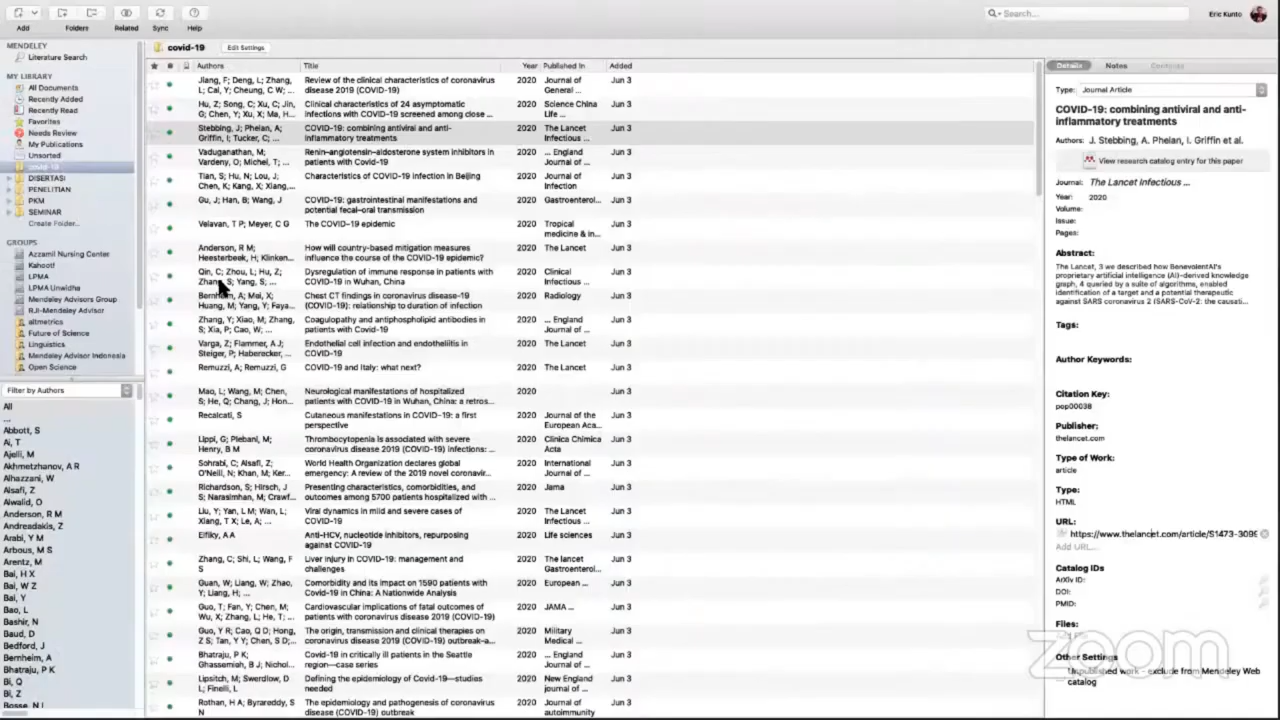 Search...
Eric Kunto
Add
Folders
Related
Sync
Help
MENDELEY
Literature Search
MY LIBRARY
All Documents
Recently Added
Recently Read
Favorites
Needs Review
My Publications
Unsorted
covid-19
DISERTASI
PENELITIAN
PKM
SEMINAR
Create Folder...
GROUPS
Azzamil Nursing Center
Kahoot!
LPMA
LPMA Unwidha
Mendeley Advisors Group
RJI-Mendeley Advisor
altmetrics
Future of Science
Linguistics
Mendeley Advisor Indonesia
Open Science
Filter by Authors
All
...
Abbott, S
Ai, T
Ajelli, M
Akhmetzhanov, A R
Alhazzani, W
Alsafi, Z
Alwalid, O
Anderson, R M
Andreadakis, Z
Arabi, Y M
Arbous, M S
Arentz, M
Bai, H X
Bai, W Z
Bai, Y
Bao, L
Bashir, N
Baud, D
Bedford, J
Bernheim, A
Bhatraju, P K
Bi, Q
Bi, Z
Bosse, N I
covid-19
Edit Settings
Authors Title Year Published In Added
Jiang, F; Deng, L; Zhang, Review of the clinical characteristics of coronavirus 2020 Journal of Jun 3
L; Cai, Y; Cheung, C W; ... disease 2019 (COVID-19) General ...
Hu, Z; Song, C; Xu, C; Jin, Clinical characteristics of 24 asymptomatic 2020 Science China Jun 3
G; Chen, Y; Xu, X; Ma, H... infections with COVID-19 screened among close ... Life ...
Stebbing, J; Phelan, A; COVID-19: combining antiviral and anti- 2020 The Lancet Jun 3
Griffin, I; Tucker, C; ... inflammatory treatments Infectious ...
Vaduganathan, M; Renin–angiotensin–aldosterone system inhibitors in 2020 ... England Jun 3
Vardeny, O; Michel, T; ... patients with Covid-19 Journal of ...
Tian, S; Hu, N; Lou, J; Characteristics of COVID-19 infection in Beijing 2020 Journal of Jun 3
Chen, K; Kang, X; Xiang,... Infection
Gu, J; Han, B; Wang, J COVID-19: gastrointestinal manifestations and 2020 Gastroenterol... Jun 3
potential fecal–oral transmission
Velavan, T P; Meyer, C G The COVID-19 epidemic 2020 Tropical Jun 3
medicine & in...
Anderson, R M; How will country-based mitigation measures 2020 The Lancet Jun 3
Heesterbeek, H; Klinken... influence the course of the COVID-19 epidemic?
Qin, C; Zhou, L; Hu, Z; Dysregulation of immune response in patients with 2020 Clinical Jun 3
Zhang, S; Yang, S; ... COVID-19 in Wuhan, China Infectious ...
Bernheim, A; Mei, X; Chest CT findings in coronavirus disease-19 2020 Radiology Jun 3
Huang, M; Yang, Y; Faya... (COVID-19): relationship to duration of infection
Zhang, Y; Xiao, M; Zhang, Coagulopathy and antiphospholipid antibodies in 2020 ... England Jun 3
S; Xia, P; Cao, W; ... patients with Covid-19 Journal of ...
Varga, Z; Flammer, A J; Endothelial cell infection and endotheliitis in 2020 The Lancet Jun 3
Steiger, P; Haberecker, ... COVID-19
Remuzzi, A; Remuzzi, G COVID-19 and Italy: what next? 2020 The Lancet Jun 3
Mao, L; Wang, M; Chen, Neurological manifestations of hospitalized 2020 Jun 3
S; He, Q; Chang, J; Hon... patients with COVID-19 in Wuhan, China: a retros...
Recalcati, S Cutaneous manifestations in COVID-19: a first 2020 Journal of the Jun 3
perspective European Aca...
Lippi, G; Plebani, M; Thrombocytopenia is associated with severe 2020 Clinica Chimica Jun 3
Henry, B M coronavirus disease 2019 (COVID-19) infections: ... Acta
Sohrabi, C; Alsafi, Z; World Health Organization declares global 2020 International Jun 3
O'Neill, N; Khan, M; Ker... emergency: A review of the 2019 novel coronavir... Journal of ...
Richardson, S; Hirsch, J Presenting characteristics, comorbidities, and 2020 Jama Jun 3
S; Narasimhan, M; Crawf... outcomes among 5700 patients hospitalized with ...
Liu, Y; Yan, L M; Wan, L; Viral dynamics in mild and severe cases of 2020 The Lancet Jun 3
Xiang, T X; Le, A; ... COVID-19 Infectious ...
Elfiky, A A Anti-HCV, nucleotide inhibitors, repurposing 2020 Life sciences Jun 3
against COVID-19
Zhang, C; Shi, L; Wang, F Liver injury in COVID-19: management and 2020 The lancet Jun 3
S challenges Gastroenterol...
Guan, W; Liang, W; Zhao, Comorbidity and its impact on 1590 patients with 2020 European ... Jun 3
Y; Liang, H; ... Covid-19 in China: A Nationwide Analysis
Guo, T; Fan, Y; Chen, M; Cardiovascular implications of fatal outcomes of 2020 JAMA ... Jun 3
Wu, X; Zhang, L; He, T; ... patients with coronavirus disease 2019 (COVID-19)
Guo, Y R; Cao, Q D; Hong, The origin, transmission and clinical therapies on 2020 Military Jun 3
Z S; Tan, Y Y; Chen, S D;... coronavirus disease 2019 (COVID-19) outbreak–a... Medical ...
Bhatraju, P K; Covid-19 in critically ill patients in the Seattle 2020 ... England Jun 3
Ghassemieh, B J; Nichol... region—case series Journal of ...
Lipsitch, M; Swerdlow, D Defining the epidemiology of Covid-19—studies 2020 New England Jun 3
L; Finelli, L needed journal of ...
Rothan, H A; Byrareddy, S The epidemiology and pathogenesis of coronavirus 2020 Journal of Jun 3
N disease (COVID-19) outbreak autoimmunity
Details Notes Contents
Type: Journal Article
COVID-19: combining antiviral and anti-
inflammatory treatments
Authors: J. Stebbing, A. Phelan, I. Griffin et al.
View research catalog entry for this paper
Journal: The Lancet Infectious ...
Year: 2020
Volume:
Issue:
Pages:
Abstract:
The Lancet, 3 we described how BenevolentAI's
proprietary artificial intelligence (AI)-derived knowledge
graph, 4 queried by a suite of algorithms, enabled
identification of a target and a potential therapeutic
against SARS coronavirus 2 (SARS-CoV-2: the causati...
Tags:
Author Keywords:
Citation Key:
pop00038
Publisher:
thelancet.com
Type of Work:
article
Type:
HTML
URL:
https://www.thelancet.com/article/S1473-309
Add URL...
Catalog IDs
ArXiv ID:
DOI:
PMID:
Files:
Other Settings
Unpublished work - exclude from Mendeley Web
catalog
zoom